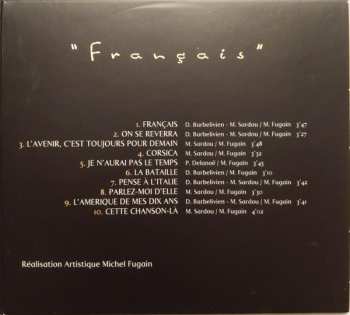 "Français"
1. FRANÇAIS D. Barbelivien - M. Sardou / M. Fugain 3'47
2. ON SE REVERRA D. Barbelivien - M. Sardou / M. Fugain 3'27
3. L'AVENIR, C'EST TOUJOURS POUR DEMAIN M. Sardou / M. Fugain 3'48
4. CORSICA M. Sardou / M. Fugain 3'32
5. JE N'AURAI PAS LE TEMPS P. Delanoë / M. Fugain 3'45
6. LA BATAILLE D. Barbelivien / M. Fugain 3'10
7. PENSE À L'ITALIE D. Barbelivien - M. Sardou / M. Fugain 3'42
8. PARLEZ-MOI D'ELLE M. Sardou / M. Fugain 3'30
9. L'AMERIQUE DE MES DIX ANS D. Barbelivien - M. Sardou / M. Fugain 3'41
10. CETTE CHANSON-LA M. Sardou / M. Fugain 4'02
Réalisation Artistique Michel Fugain